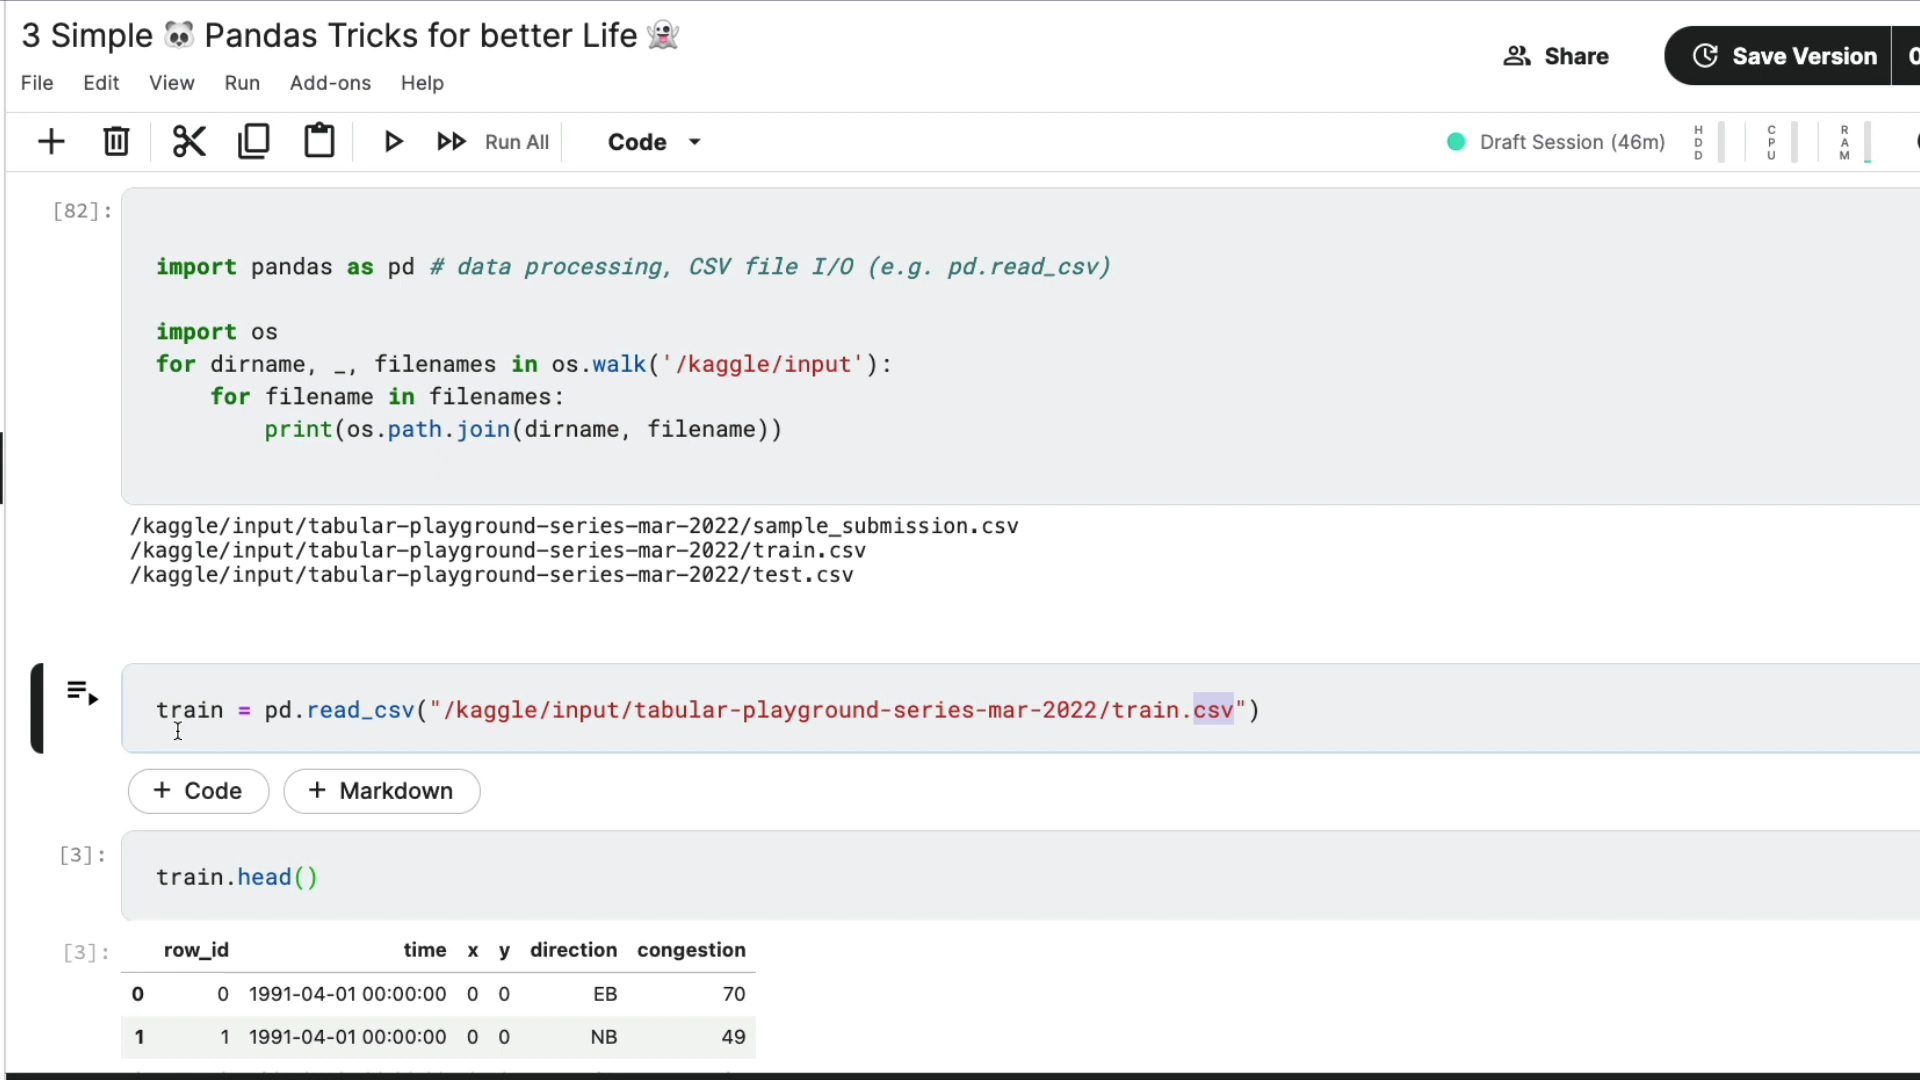 3 Simple 🐼 Pandas Tricks for better Life 👻
File Edit View Run Add-ons Help
Share
Save Version
Run All
Code
Draft Session (46m)
HDD
CPU
RAM
[82]:
import pandas as pd # data processing, CSV file I/O (e.g. pd.read_csv)
import os
for dirname, _, filenames in os.walk('/kaggle/input'):
    for filename in filenames:
        print(os.path.join(dirname, filename))
/kaggle/input/tabular-playground-series-mar-2022/sample_submission.csv
/kaggle/input/tabular-playground-series-mar-2022/train.csv
/kaggle/input/tabular-playground-series-mar-2022/test.csv
train = pd.read_csv("/kaggle/input/tabular-playground-series-mar-2022/train.csv")
+ Code + Markdown
[3]:
train.head()
[3]:
row_id time x y direction congestion
0 0 1991-04-01 00:00:00 0 0 EB 70
1 1 1991-04-01 00:00:00 0 0 NB 49